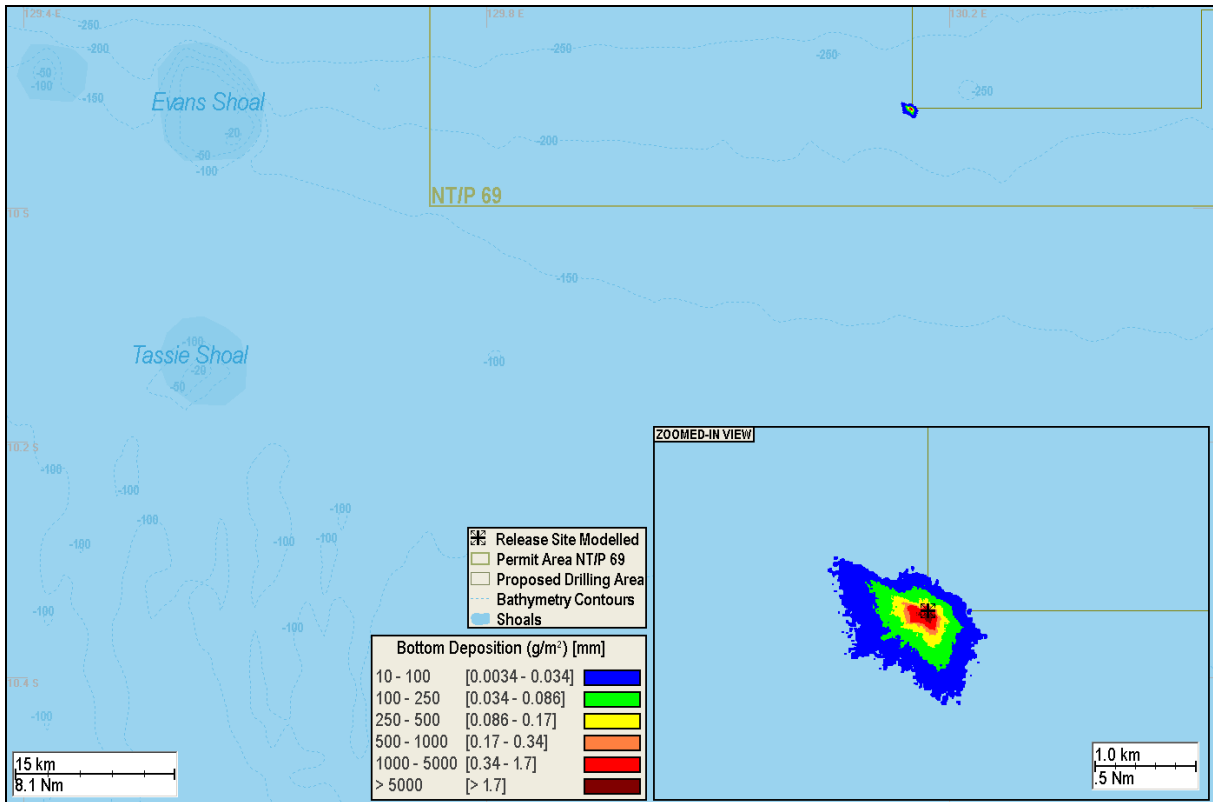 129.4 E
129.8 E
130.2 E
-250
-200
-250
-250
-50
-100
-150
Evans Shoal
-250
-20
-50
-100
-200
NT/P 69
10 S
-150
Tassie Shoal
-100
-100
-20
-50
10.2 S
-100
-100
-100
-100
-100
-100
-100
-100
10.4 S
-100
ZOOMED-IN VIEW
Release Site Modelled
Permit Area NT/P 69
Proposed Drilling Area
Bathymetry Contours
Shoals
Bottom Deposition (g/m²) [mm]
10 - 100 [0.0034 - 0.034]
100 - 250 [0.034 - 0.086]
250 - 500 [0.086 - 0.17]
500 - 1000 [0.17 - 0.34]
1000 - 5000 [0.34 - 1.7]
> 5000 [> 1.7]
15 km
8.1 Nm
1.0 km
.5 Nm